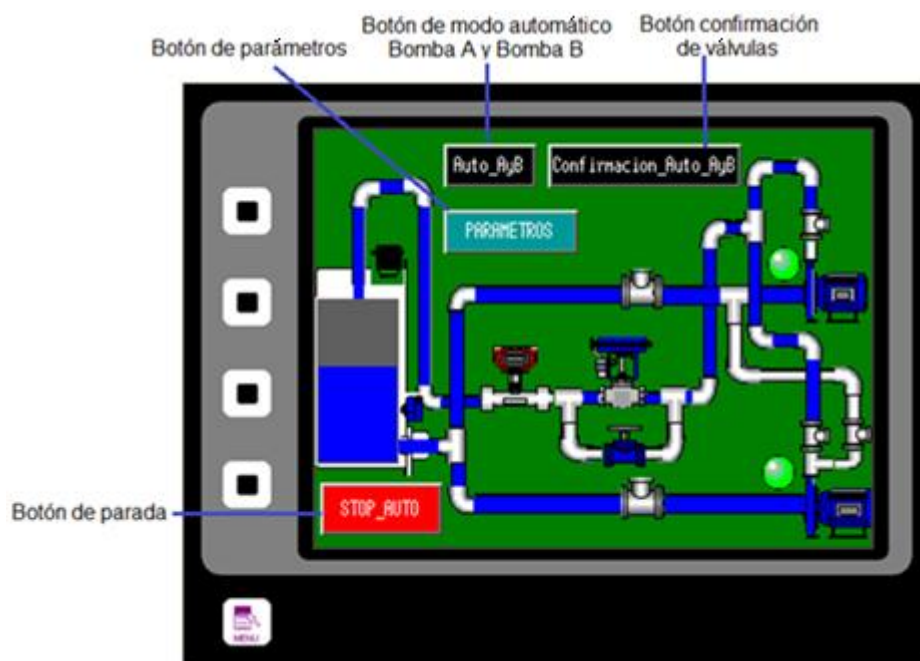 Botón de modo automático
Bomba A y Bomba B
Botón confirmación
de válvulas
Botón de parámetros
Auto_AyB
Confirmacion_Auto_AyB
PARAMETROS
Botón de parada
STOP_AUTO
MENU